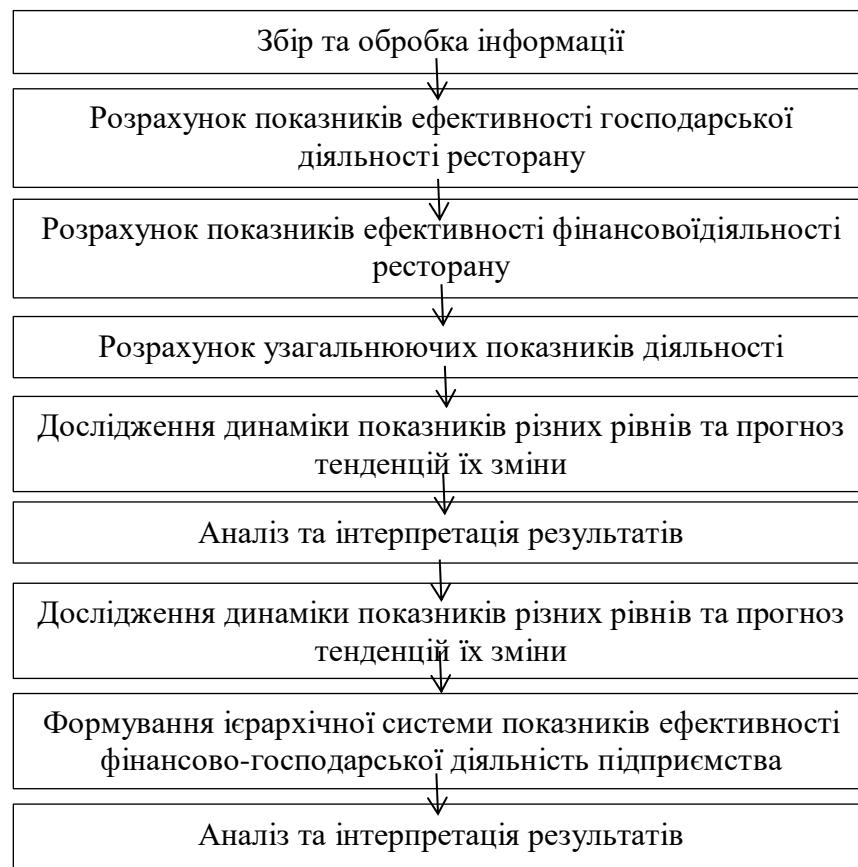 Збір та обробка інформації
Розрахунок показників ефективності господарської
діяльності ресторану
Розрахунок показників ефективності фінансовоїдіяльності
ресторану
Розрахунок узагальнюючих показників діяльності
Дослідження динаміки показників різних рівнів та прогноз
тенденцій їх зміни
Аналіз та інтерпретація результатів
Дослідження динаміки показників різних рівнів та прогноз
тенденцій їх зміни
Формування ієрархічної системи показників ефективності
фінансово-господарської діяльність підприємства
Аналіз та інтерпретація результатів